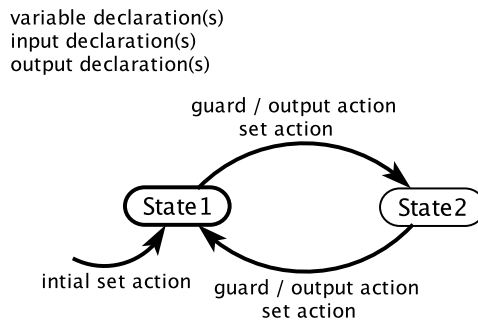 variable declaration(s)
input declaration(s)
output declaration(s)
guard / output action
set action
State1
State2
intial set action
guard / output action
set action